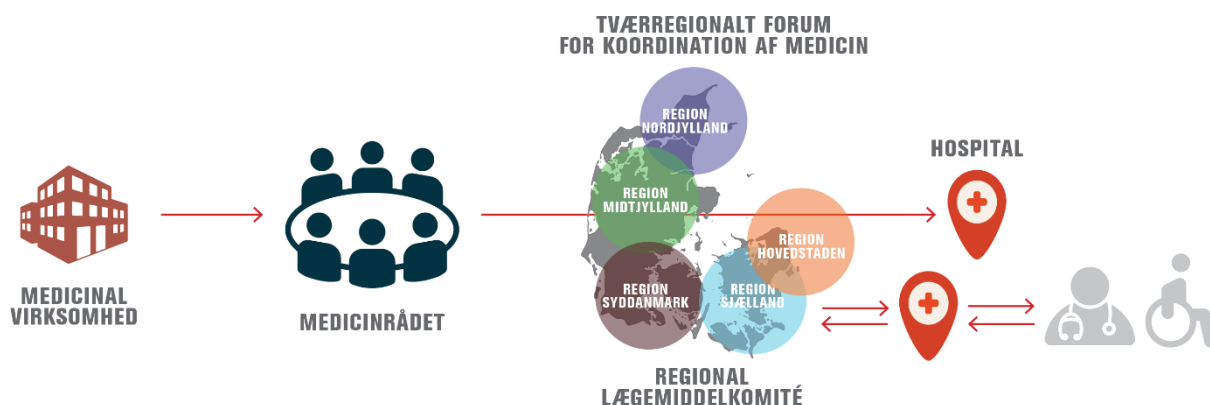 TVÆRREGIONALT FORUM
FOR KOORDINATION AF MEDICIN
REGION
NORDJYLLAND
HOSPITAL
REGION
MIDTJYLLAND
REGION
HOVEDSTADEN
MEDICINAL
VIRKSOMHED
MEDICINRÅDET
REGION
SYDDANMARK
REGION
SJÆLLAND
REGIONAL
LÆGEMIDDELKOMITÉ